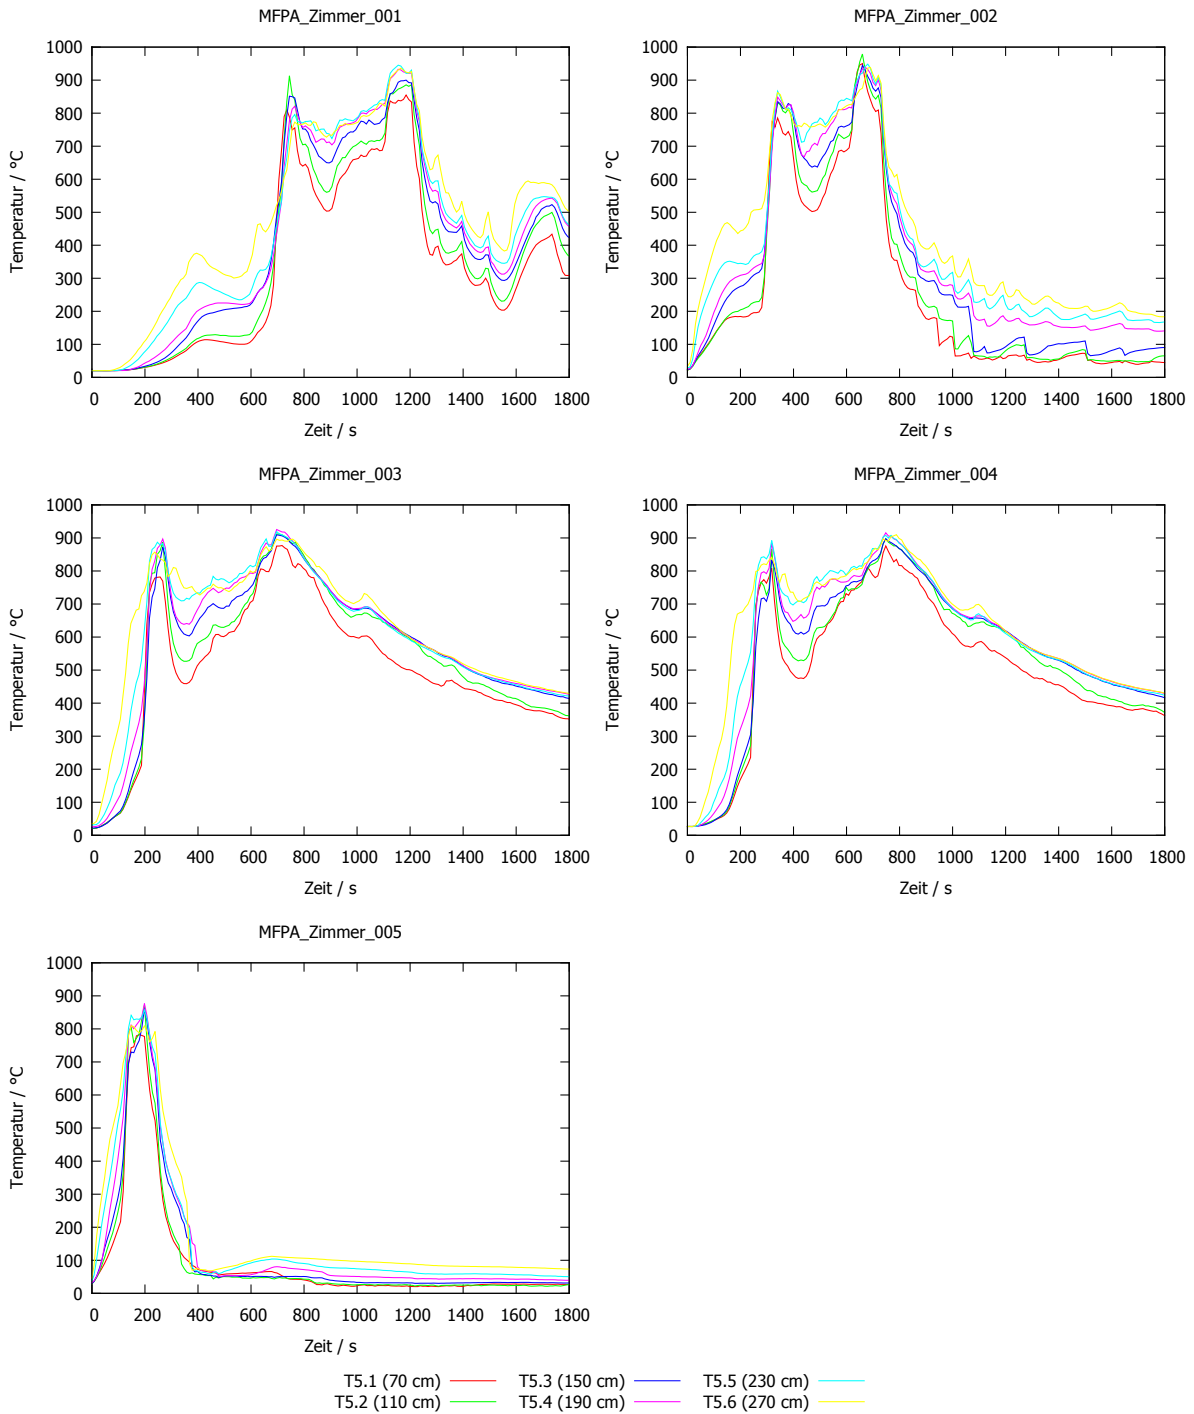 MFPA_Zimmer_001
1000
900
800
700
600
500
400
300
200
100
0
Temperatur / °C
0 200 400 600 800 1000 1200 1400 1600 1800
Zeit / s
MFPA_Zimmer_002
1000
900
800
700
600
500
400
300
200
100
0
Temperatur / °C
0 200 400 600 800 1000 1200 1400 1600 1800
Zeit / s
MFPA_Zimmer_003
1000
900
800
700
600
500
400
300
200
100
0
Temperatur / °C
0 200 400 600 800 1000 1200 1400 1600 1800
Zeit / s
MFPA_Zimmer_004
1000
900
800
700
600
500
400
300
200
100
0
Temperatur / °C
0 200 400 600 800 1000 1200 1400 1600 1800
Zeit / s
MFPA_Zimmer_005
1000
900
800
700
600
500
400
300
200
100
0
Temperatur / °C
0 200 400 600 800 1000 1200 1400 1600 1800
Zeit / s
T5.1 (70 cm) T5.3 (150 cm) T5.5 (230 cm)
T5.2 (110 cm) T5.4 (190 cm) T5.6 (270 cm)